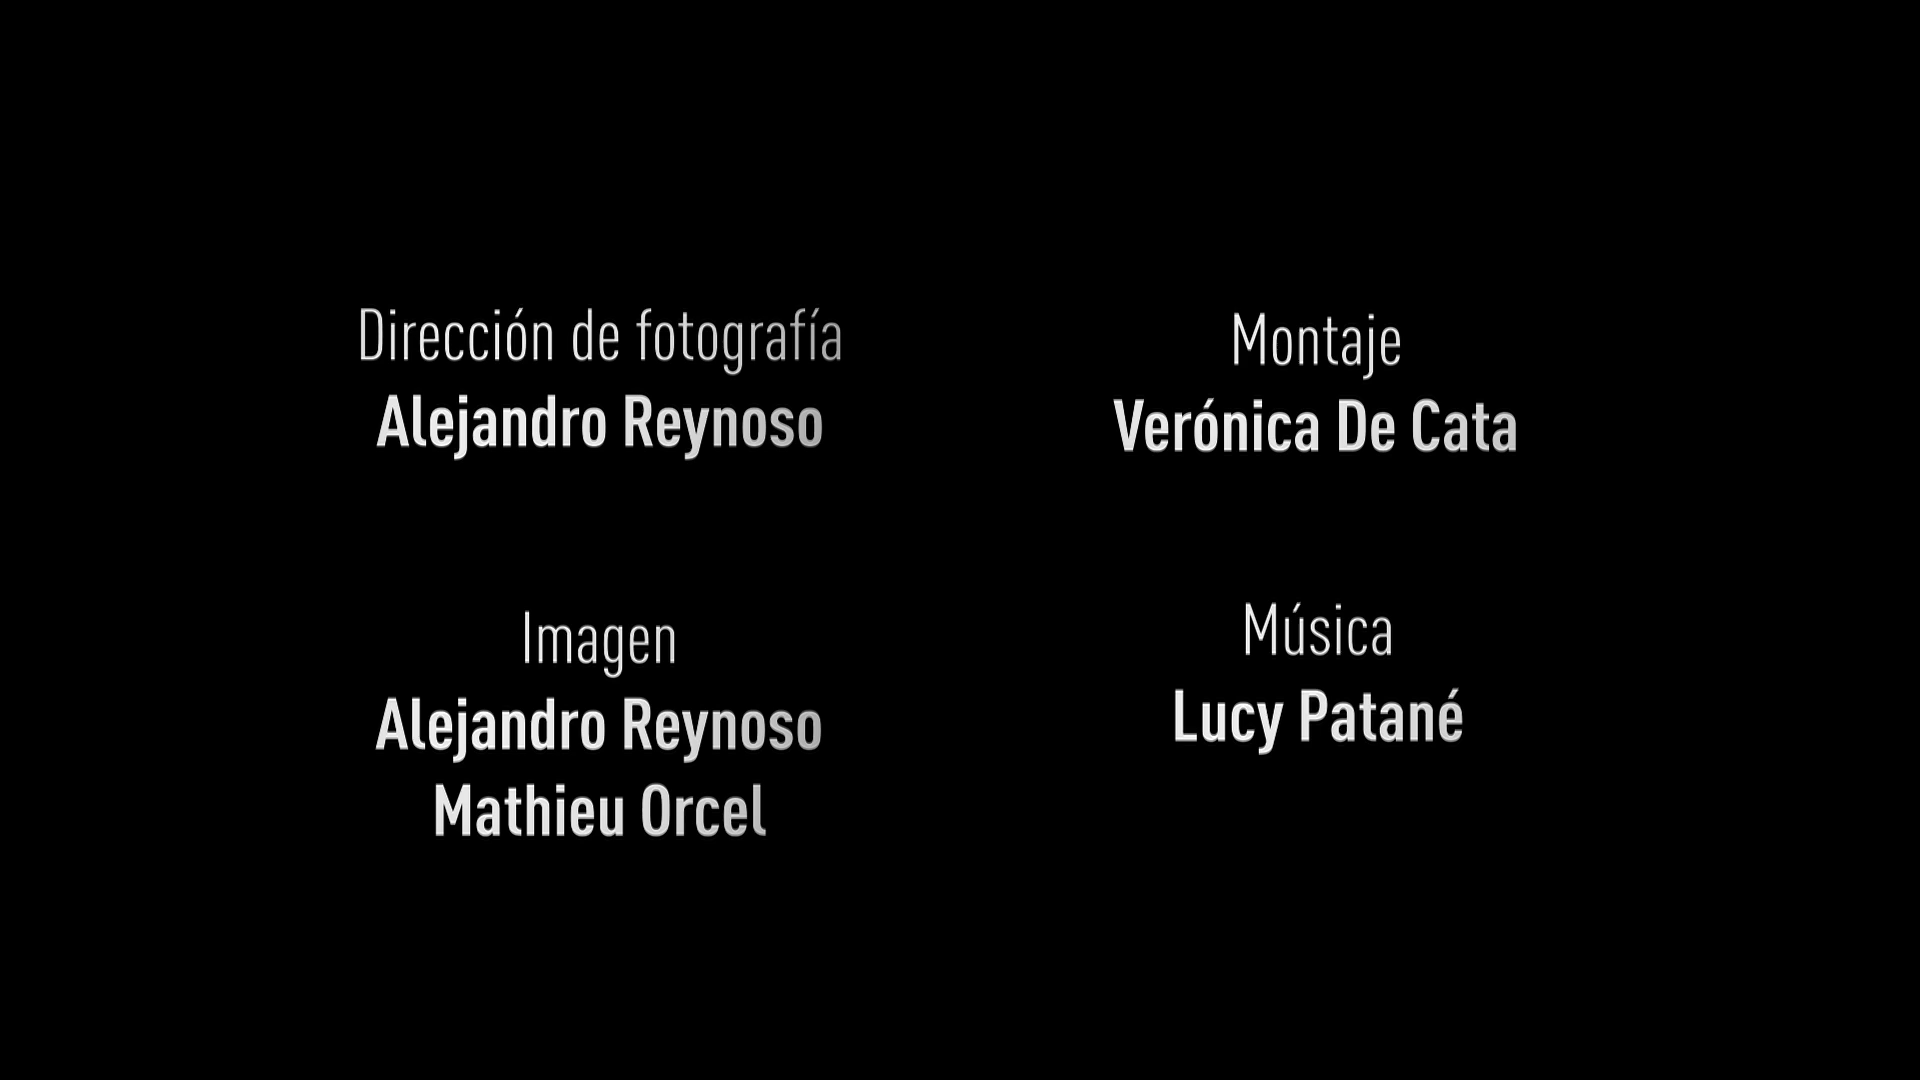 Dirección de fotografía
Alejandro Reynoso
Montaje
Verónica De Cata
Imagen
Alejandro Reynoso
Mathieu Orcel
Música
Lucy Patané